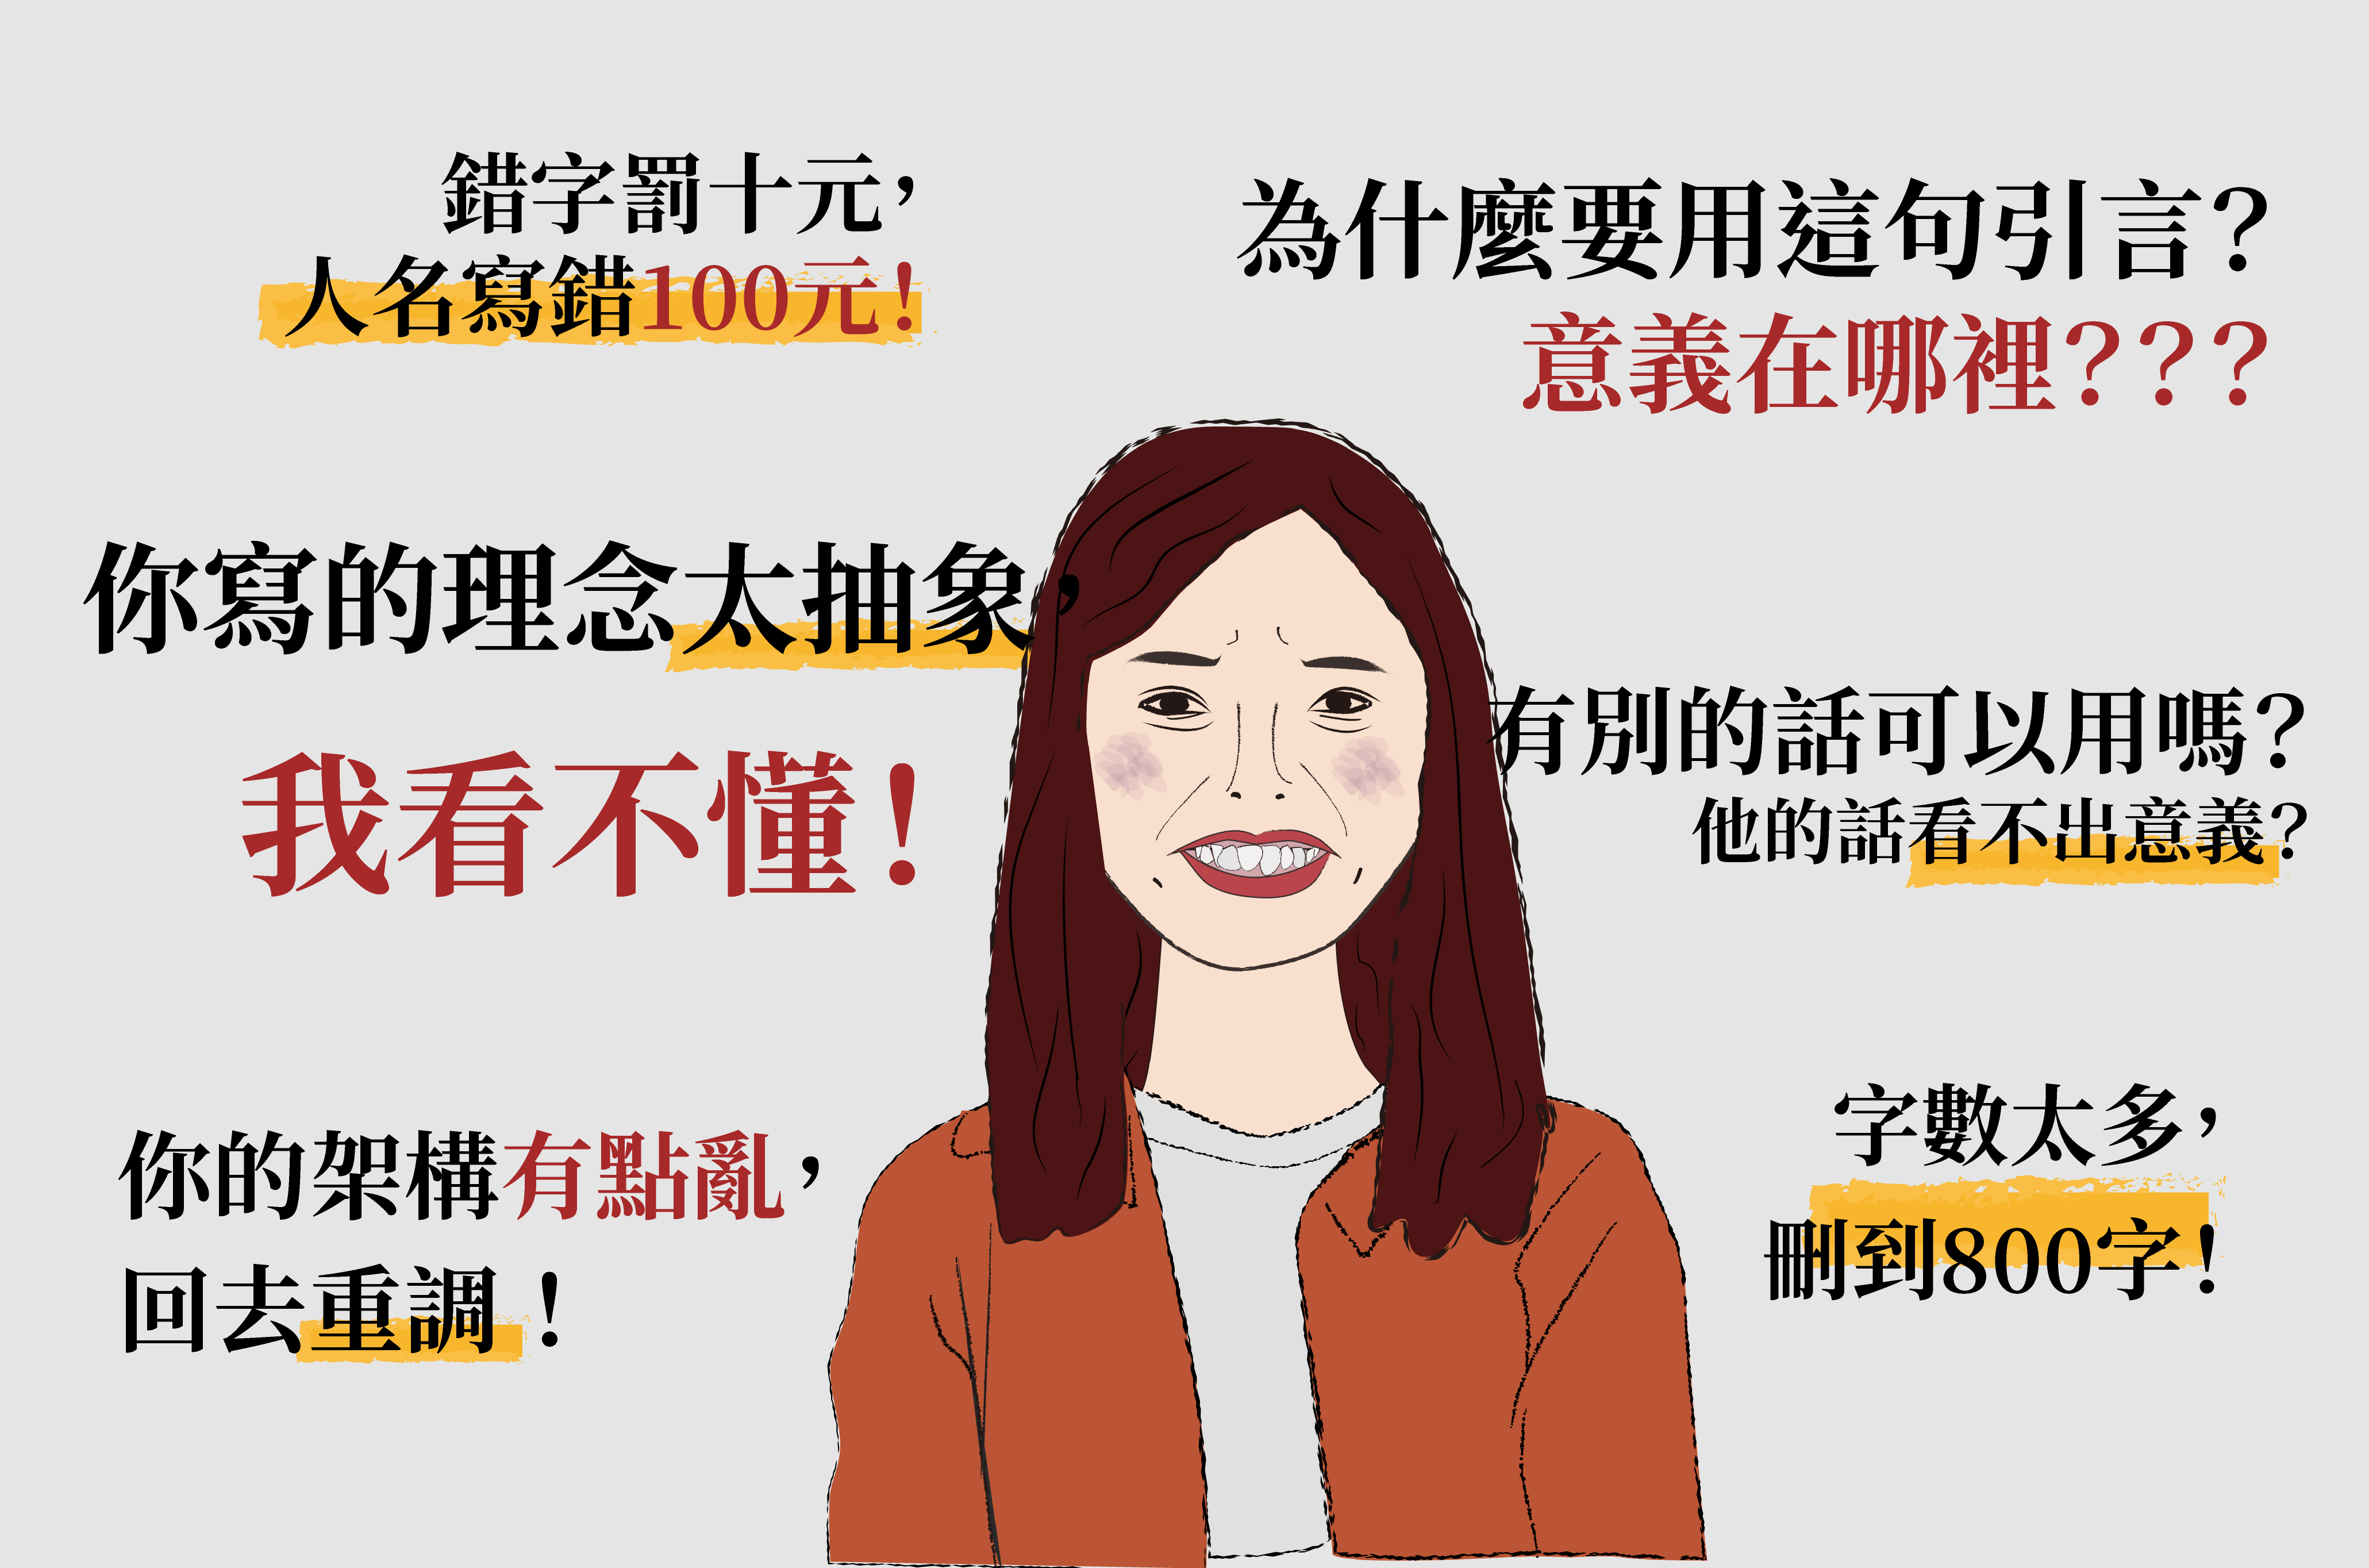 錯字罰十元，
人名寫錯100元！
為什麼要用這句引言？
意義在哪裡？？？
你寫的理念太抽象，
我看不懂！
有別的話可以用嗎？
他的話看不出意義？
你的架構有點亂，
回去重調！
字數太多，
刪到800字！